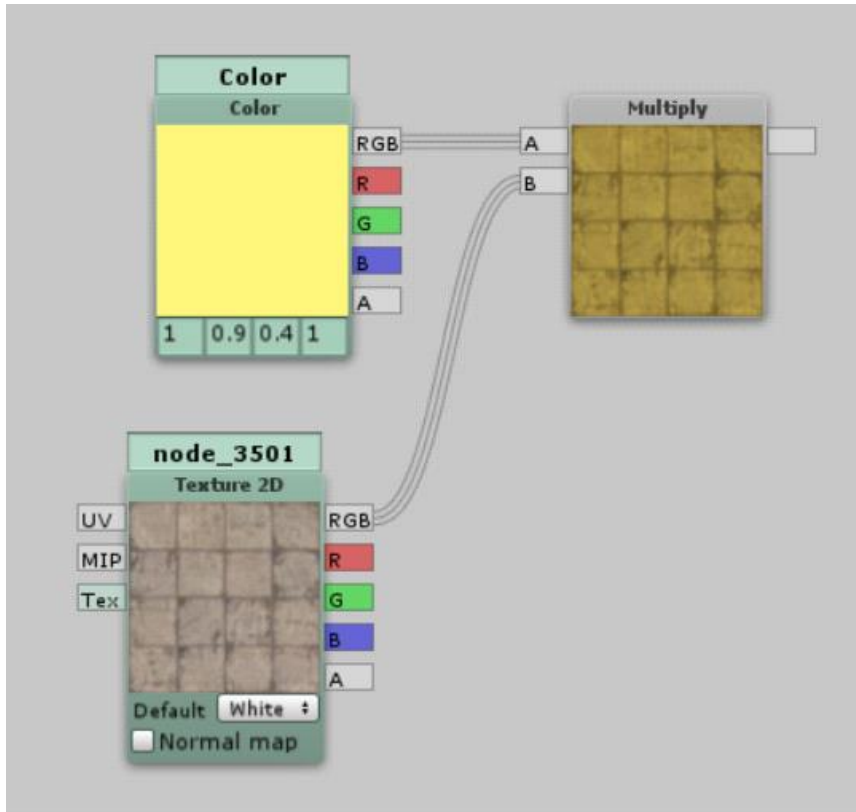 Color
Color
RGB
R
G
B
A
1 0.9 0.4 1
Multiply
A
B
node_3501
Texture 2D
UV
MIP
Tex
RGB
R
G
B
A
Default White
Normal map